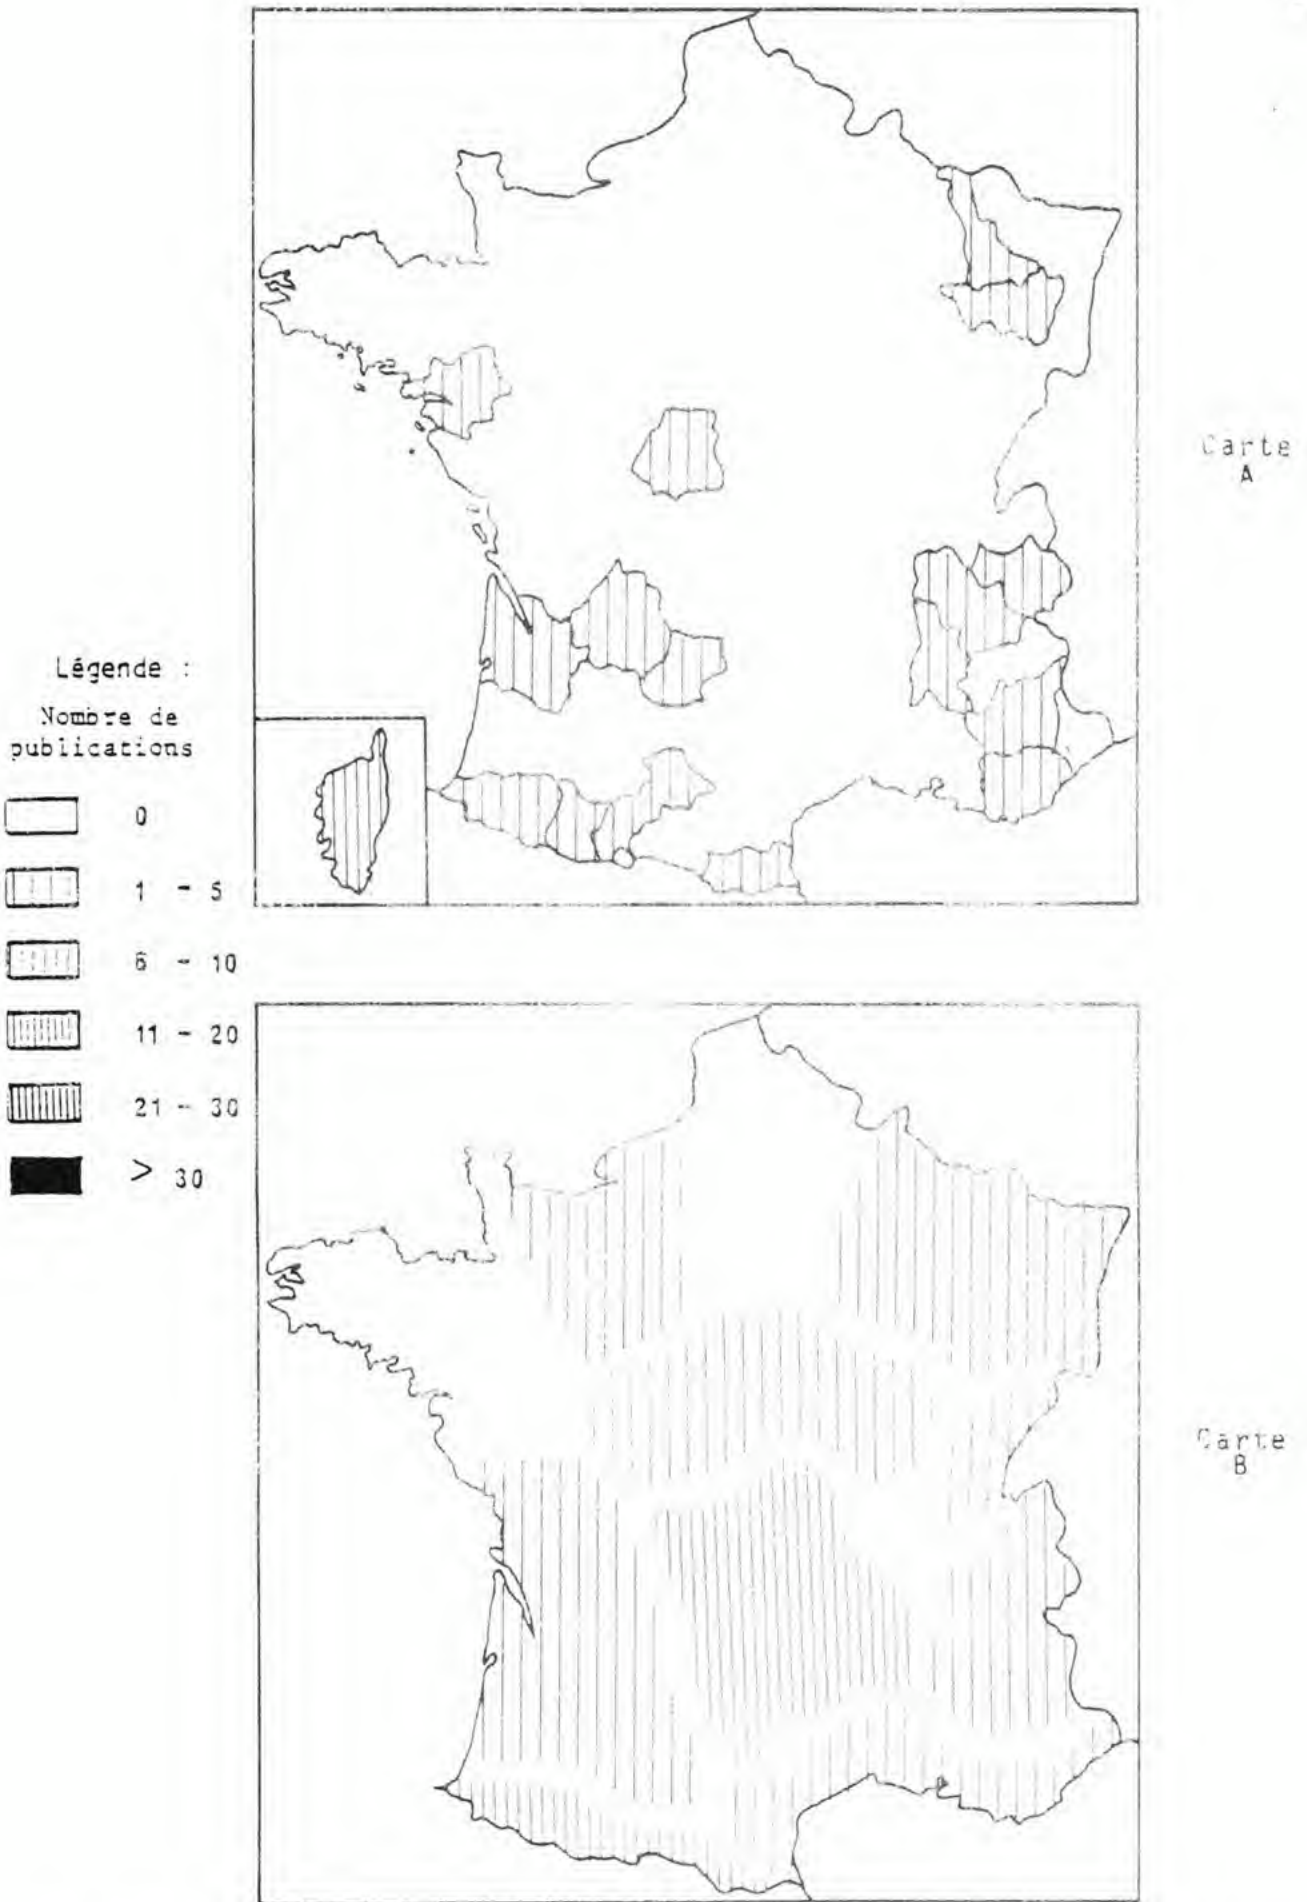 Carte
A
Légende :
Nombre de
publications
0
1 - 5
6 - 10
11 - 20
21 - 30
> 30
Carte
B